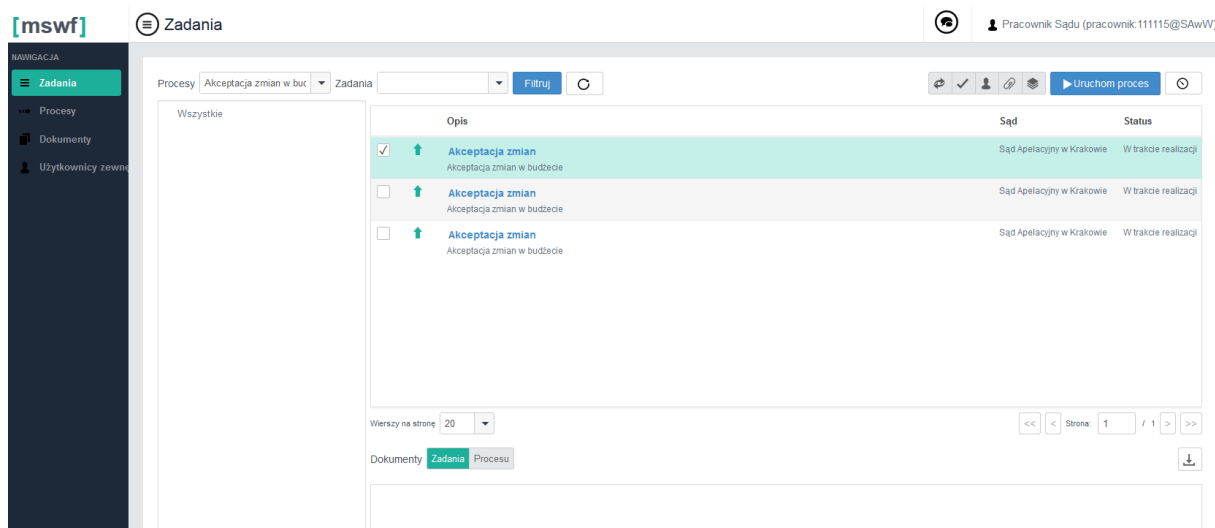 [mswf]
Zadania
Pracownik Sądu (pracownik:111115@SAwW)
NAWIGACJA
Zadania
Procesy
Dokumenty
Użytkownicy zewnę
Procesy Akceptacja zmian w buc Zadania Filtruj Uruchom proces
Wszystkie
Opis Sąd Status
Akceptacja zmian Sąd Apelacyjny w Krakowie W trakcie realizacji
Akceptacja zmian w budżecie
Akceptacja zmian Sąd Apelacyjny w Krakowie W trakcie realizacji
Akceptacja zmian w budżecie
Akceptacja zmian Sąd Apelacyjny w Krakowie W trakcie realizacji
Akceptacja zmian w budżecie
Wierszy na stronę 20 << < Strona: 1 / 1 > >>
Dokumenty Zadania Procesu